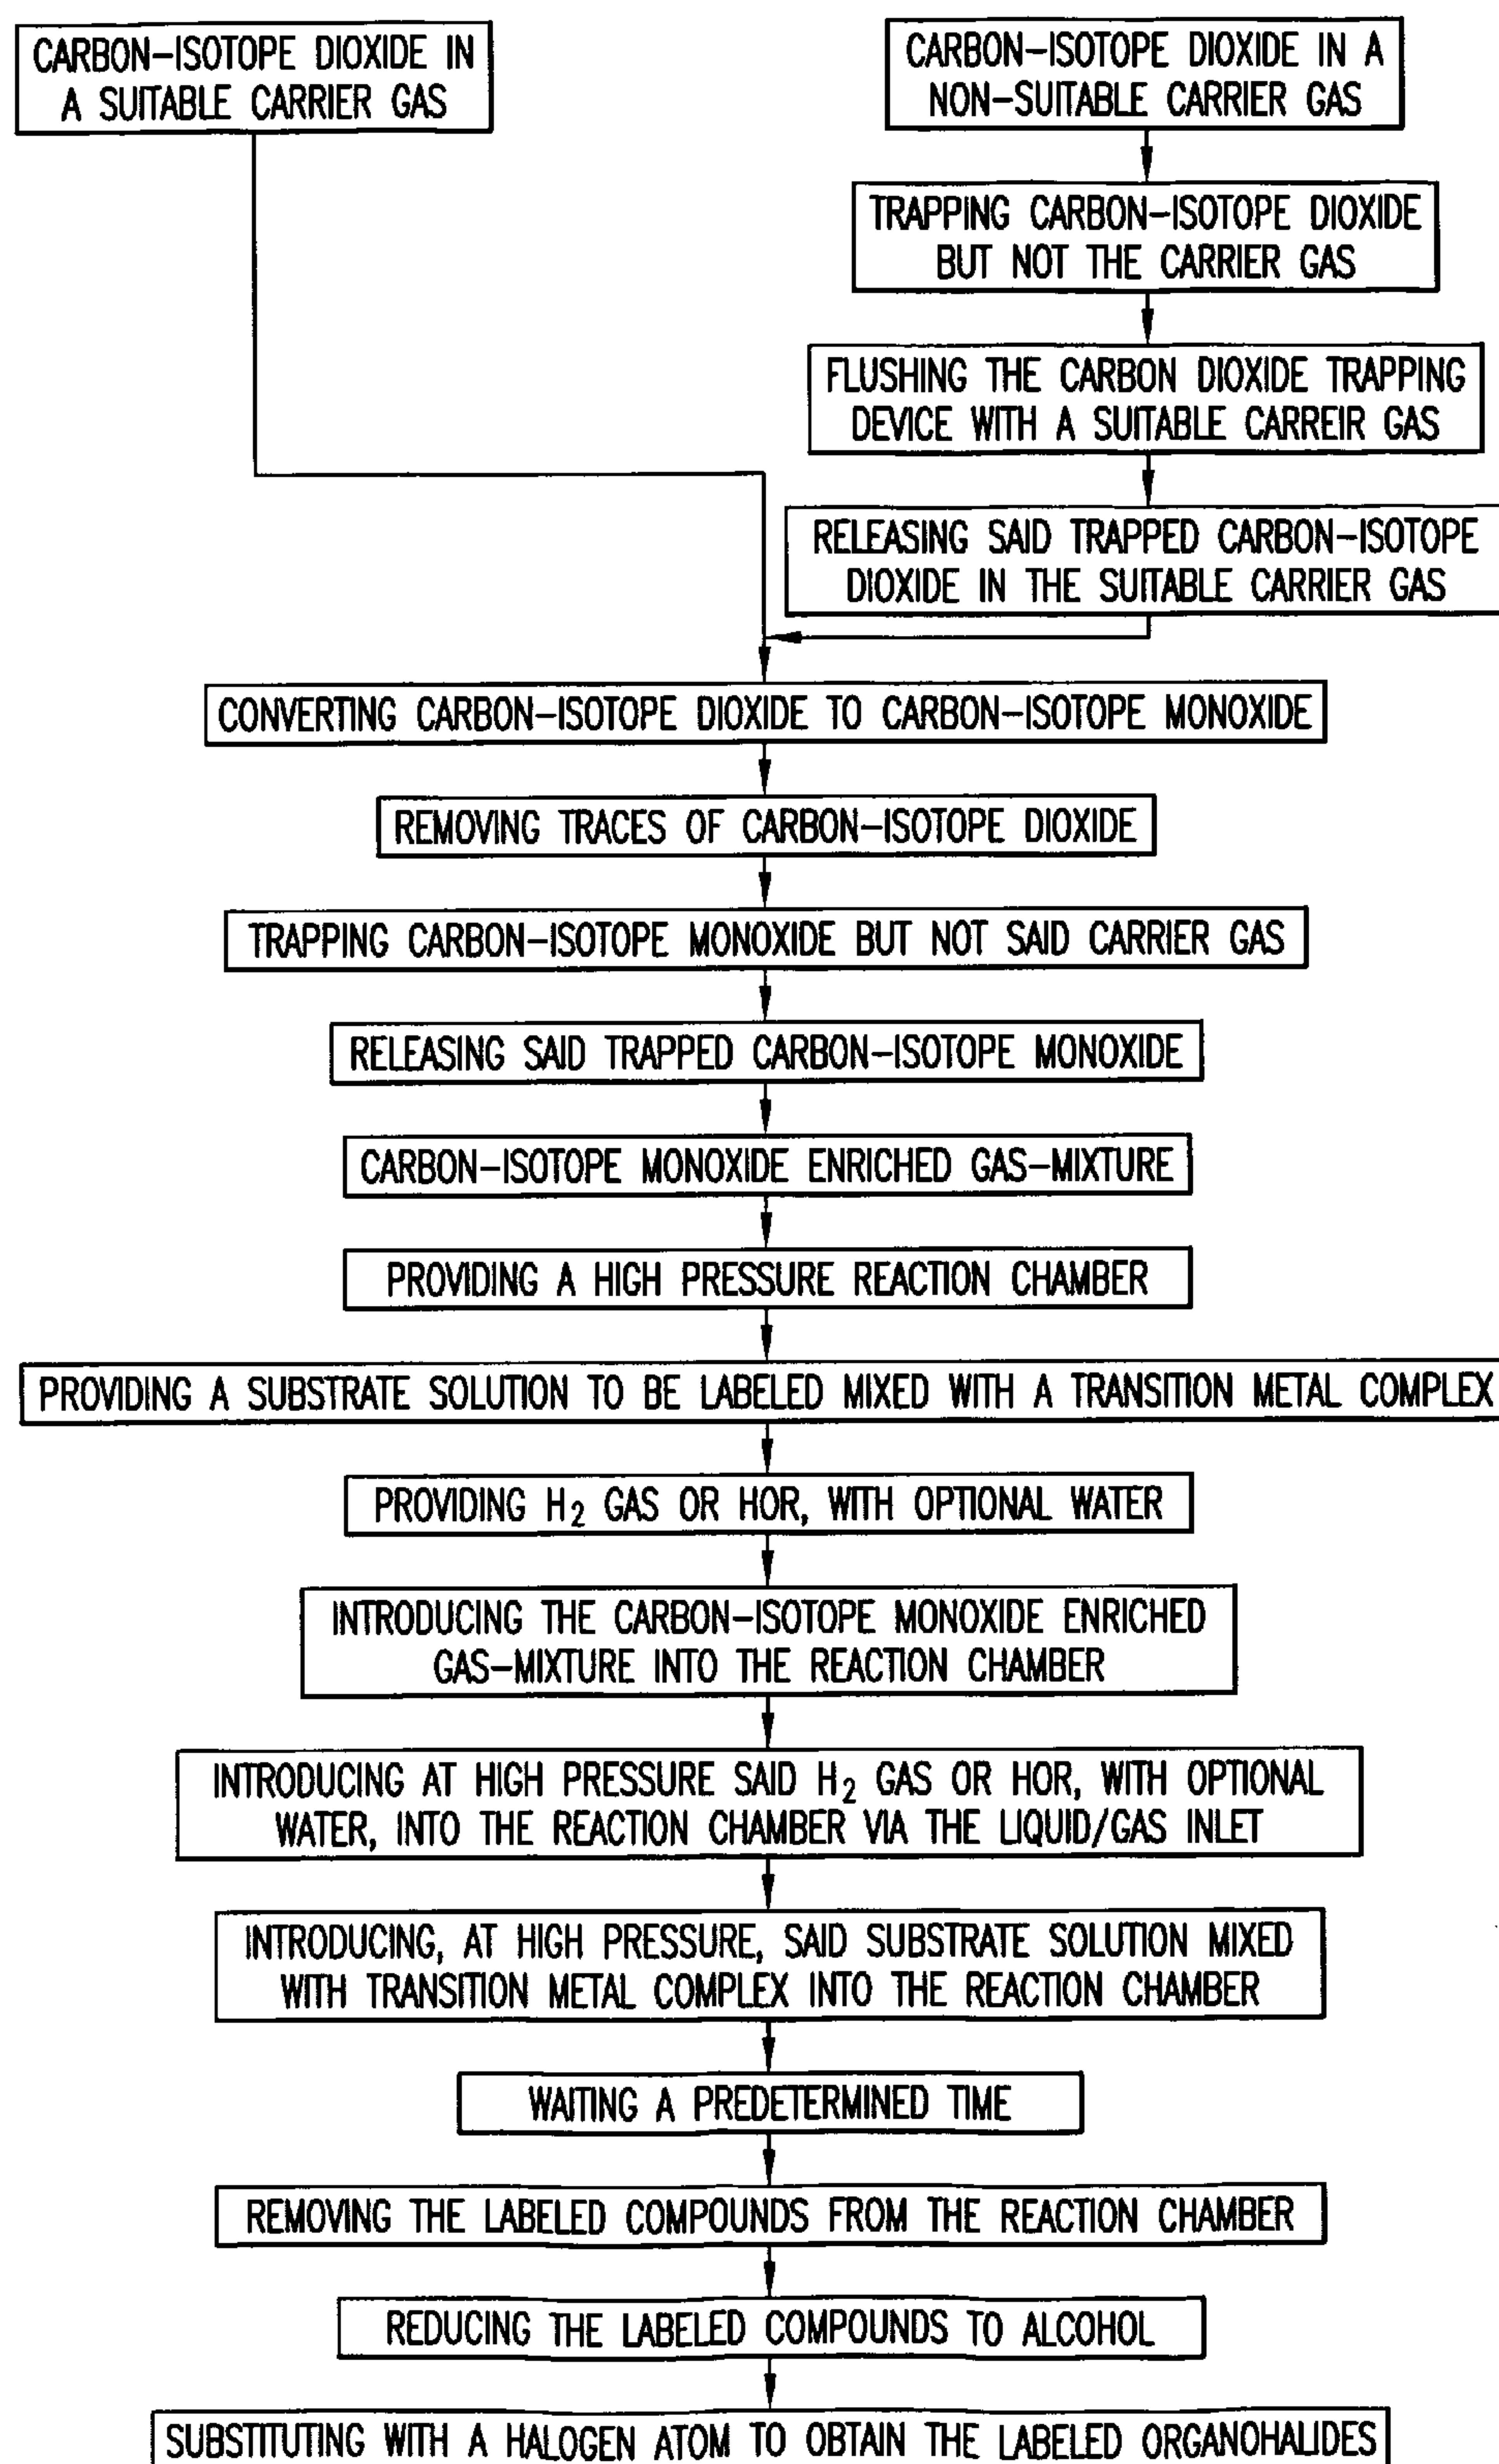 CARBON-ISOTOPE DIOXIDE IN
A SUITABLE CARRIER GAS
CARBON-ISOTOPE DIOXIDE IN A
NON-SUITABLE CARRIER GAS
TRAPPING CARBON-ISOTOPE DIOXIDE
BUT NOT THE CARRIER GAS
FLUSHING THE CARBON DIOXIDE TRAPPING
DEVICE WITH A SUITABLE CARREIR GAS
RELEASING SAID TRAPPED CARBON-ISOTOPE
DIOXIDE IN THE SUITABLE CARRIER GAS
CONVERTING CARBON-ISOTOPE DIOXIDE TO CARBON-ISOTOPE MONOXIDE
REMOVING TRACES OF CARBON-ISOTOPE DIOXIDE
TRAPPING CARBON-ISOTOPE MONOXIDE BUT NOT SAID CARRIER GAS
RELEASING SAID TRAPPED CARBON-ISOTOPE MONOXIDE
CARBON-ISOTOPE MONOXIDE ENRICHED GAS-MIXTURE
PROVIDING A HIGH PRESSURE REACTION CHAMBER
PROVIDING A SUBSTRATE SOLUTION TO BE LABELED MIXED WITH A TRANSITION METAL COMPLEX
PROVIDING H₂ GAS OR HOR, WITH OPTIONAL WATER
INTRODUCING THE CARBON-ISOTOPE MONOXIDE ENRICHED
GAS-MIXTURE INTO THE REACTION CHAMBER
INTRODUCING AT HIGH PRESSURE SAID H₂ GAS OR HOR, WITH OPTIONAL
WATER, INTO THE REACTION CHAMBER VIA THE LIQUID/GAS INLET
INTRODUCING, AT HIGH PRESSURE, SAID SUBSTRATE SOLUTION MIXED
WITH TRANSITION METAL COMPLEX INTO THE REACTION CHAMBER
WAITING A PREDETERMINED TIME
REMOVING THE LABELED COMPOUNDS FROM THE REACTION CHAMBER
REDUCING THE LABELED COMPOUNDS TO ALCOHOL
SUBSTITUTING WITH A HALOGEN ATOM TO OBTAIN THE LABELED ORGANOHALIDES